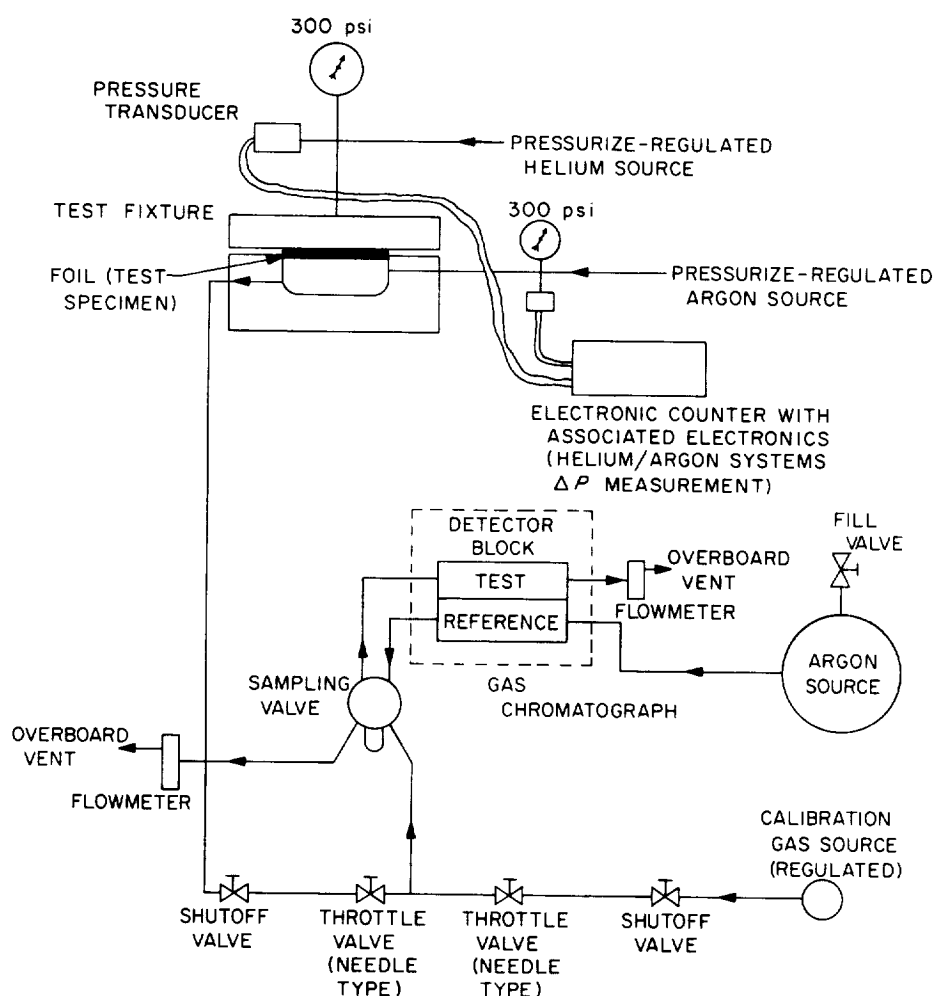 300 psi
PRESSURE
TRANSDUCER
PRESSURIZE-REGULATED
HELIUM SOURCE
TEST FIXTURE
300 psi
FOIL (TEST
SPECIMEN)
PRESSURIZE-REGULATED
ARGON SOURCE
ELECTRONIC COUNTER WITH
ASSOCIATED ELECTRONICS
(HELIUM/ARGON SYSTEMS
ΔP MEASUREMENT)
DETECTOR
BLOCK
TEST
REFERENCE
OVERBOARD
VENT
FLOWMETER
FILL
VALVE
ARGON
SOURCE
GAS
CHROMATOGRAPH
SAMPLING
VALVE
OVERBOARD
VENT
FLOWMETER
CALIBRATION
GAS SOURCE
(REGULATED)
SHUTOFF
VALVE
THROTTLE
VALVE
(NEEDLE
TYPE)
THROTTLE
VALVE
(NEEDLE
TYPE)
SHUTOFF
VALVE